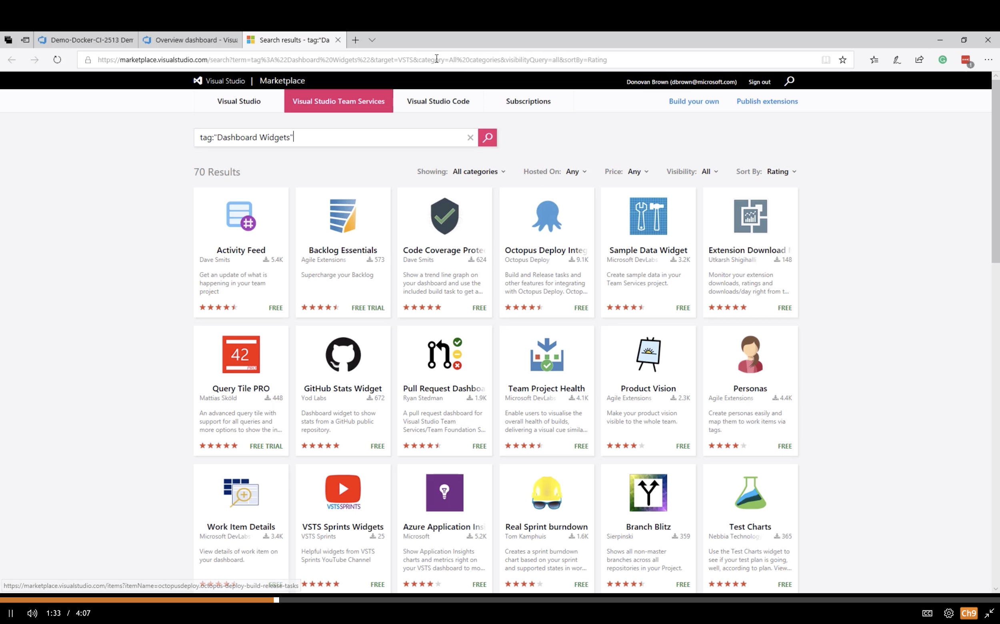 Demo-Docker-CI-2513 Dem
Overview dashboard - Visua
Search results - tag:"Da
https://marketplace.visualstudio.com/search?term=tag%3A%22Dashboard%20Widgets%22&target=VSTS&category=All%20categories&visibilityQuery=all&sortBy=Rating
1
Visual Studio | Marketplace
Donovan Brown (dbrown@microsoft.com) Sign out
Visual Studio
Visual Studio Team Services
Visual Studio Code
Subscriptions
Build your own
Publish extensions
tag:"Dashboard Widgets"
70 Results
Showing: All categories
Hosted On: Any
Price: Any
Visibility: All
Sort By: Rating
Activity Feed
Dave Smits 5.4K
Get an update of what is
happening in your team
project
FREE
Backlog Essentials
Agile Extensions 573
Supercharge your Backlog
FREE TRIAL
Code Coverage Prote
Dave Smits 624
Show a trend line graph on
your dashboard and use the
included build task to get a...
FREE
Octopus Deploy Integ
Octopus Deploy 9.1K
Build and Release tasks and
other features for integrating
with Octopus Deploy. Octop...
FREE
Sample Data Widget
Microsoft DevLabs 3.2K
Create sample data in your
Team Services project.
FREE
Extension Download
Utkarsh Shigihalli 148
Monitor your extension
downloads, ratings and
downloads/day right from t...
FREE
42
PRO
Query Tile PRO
Mattias Sköld 448
An advanced query tile with
support for all queries and
more options to show the in...
FREE TRIAL
GitHub Stats Widget
Yod Labs 672
Dashboard widget to show
stats from a GitHub public
repository.
FREE
Pull Request Dashboa
Ryan Stedman 1.9K
A pull request dashboard for
Visual Studio Team
Services/Team Foundation S...
FREE
Team Project Health
Microsoft DevLabs 4.1K
Enable users to visualise the
overall health of builds,
delivering a visual cue simila...
FREE
Product Vision
Agile Extensions 2.3K
Make your product vision
visible to the whole team.
FREE
Personas
Agile Extensions 4.4K
Create personas easily and
map them to work items via
tags.
FREE
Work Item Details
Microsoft DevLabs 3.4K
View details of work item on
your dashboard.
FREE
VSTSSPRINTS
VSTS Sprints Widgets
VSTS Sprints 25
Helpful widgets from VSTS
Sprints YouTube Channel
FREE
Azure Application Insi
Microsoft 5.2K
Show Application Insights
charts and metrics right on
your VSTS dashboard to mo...
FREE
Real Sprint burndown
Tom Kamphuis 1.6K
Creates a sprint burndown
chart based on your sprint
and supported states in wor...
FREE
Branch Blitz
Sierpinski 359
Shows all non-master
branches across all
repositories in your Project.
FREE
Test Charts
Nebbia Technology 365
Use the Test Charts widget to
see if your test plan is going,
well, according to plan. View...
FREE
https://marketplace.visualstudio.com/items?itemName=octopusdeploy.octopus-deploy-build-release-tasks
1:33 / 4:07
CC
Ch9